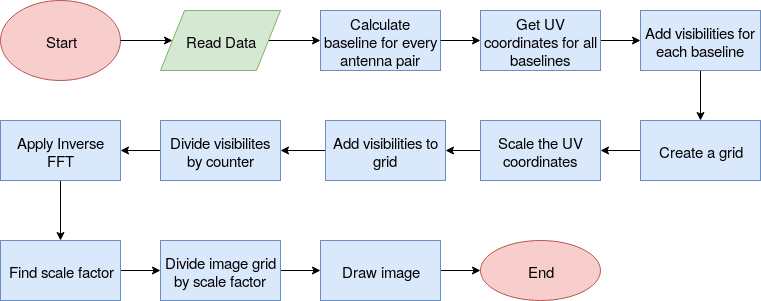 Start
Read Data
Calculate
baseline for every
antenna pair
Get UV
coordinates for all
baselines
Add visibilities for
each baseline
Create a grid
Scale the UV
coordinates
Add visibilities to
grid
Divide visibilites
by counter
Apply Inverse
FFT
Find scale factor
Divide image grid
by scale factor
Draw image
End